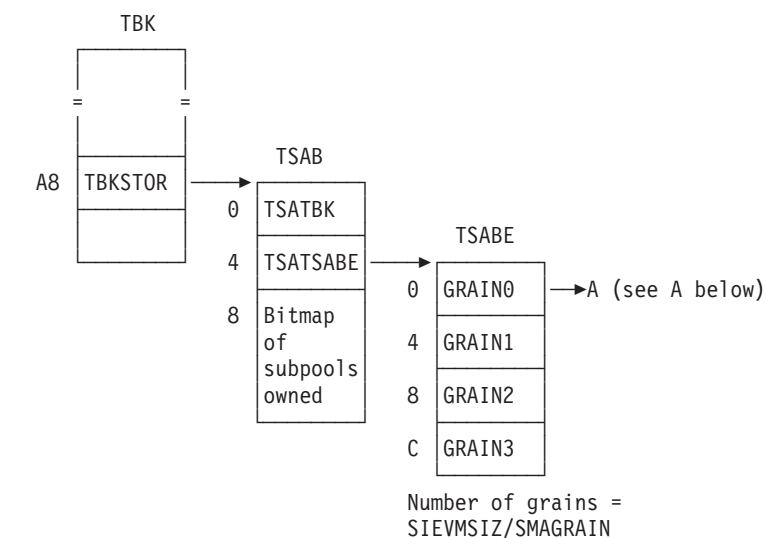 TBK
=          =
TSAB
A8 TBKSTOR
0 TSATBK
TSABE
4 TSATSABE
0 GRAIN0 A (see A below)
8 Bitmap
of
4 GRAIN1
subpools
owned
8 GRAIN2
C GRAIN3
Number of grains =
SIEVMSIZ/SMAGRAIN